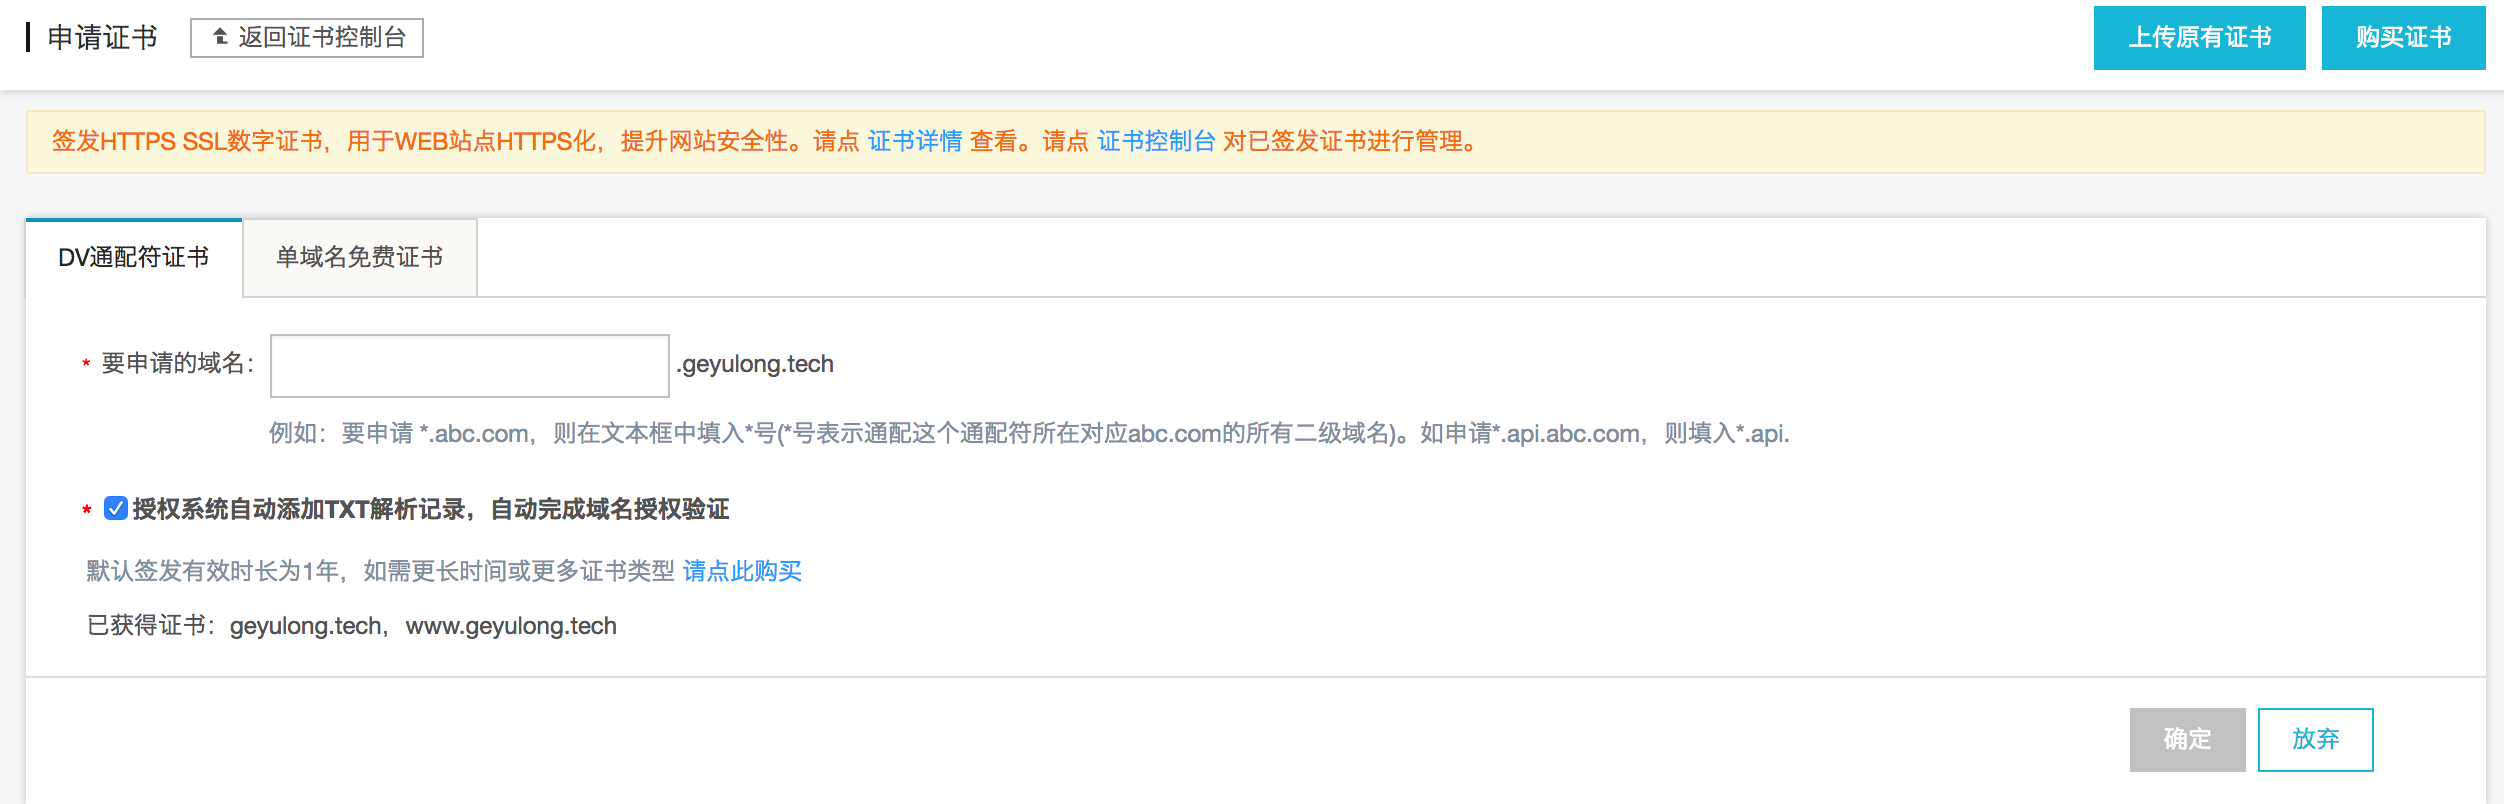 申请证书
返回证书控制台
上传原有证书
购买证书
签发HTTPS SSL数字证书，用于WEB站点HTTPS化，提升网站安全性。请点 证书详情 查看。请点 证书控制台 对已签发证书进行管理。
DV通配符证书
单域名免费证书
* 要申请的域名：
.geyulong.tech
例如：要申请 *.abc.com，则在文本框中填入*号(*号表示通配这个通配符所在对应abc.com的所有二级域名)。如申请*.api.abc.com，则填入*.api.
* 授权系统自动添加TXT解析记录，自动完成域名授权验证
默认签发有效时长为1年，如需更长时间或更多证书类型 请点此购买
已获得证书：geyulong.tech，www.geyulong.tech
确定
放弃